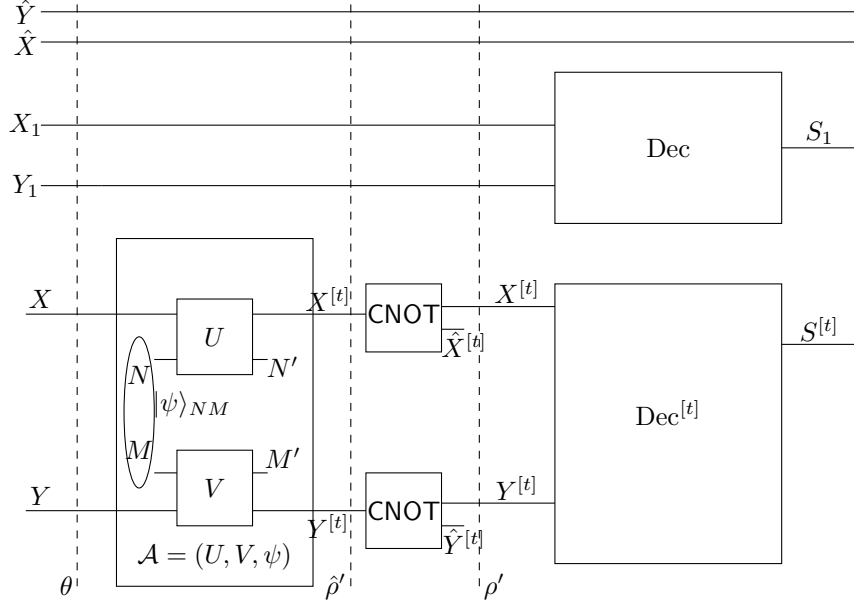 Ŷ
X̂
X₁
Dec
S₁
Y₁
X
U
X^[t]
CNOT
X^[t]
S^[t]
X̂^[t]
N
N′
|ψ⟩_NM
Dec^[t]
M
M′
Y
V
Y^[t]
CNOT
Y^[t]
Ŷ^[t]
𝒜 = (U, V, ψ)
θ
ρ̂′
ρ′